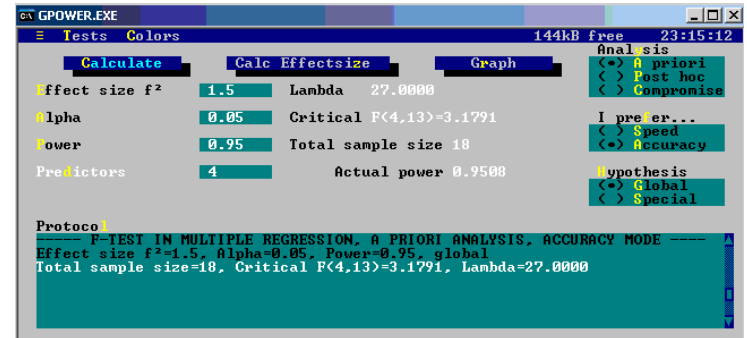 GPOWER.EXE
≡ Tests Colors 144kB free 23:15:12
Calculate Calc Effectsize Graph
Effect size f² 1.5 Lambda 27.0000
Alpha 0.05 Critical F(4,13)=3.1791
Power 0.95 Total sample size 18
Predictors 4 Actual power 0.9508
Analysis
(•) A priori
( ) Post hoc
( ) Compromise
I prefer...
( ) Speed
(•) Accuracy
Hypothesis
(•) Global
( ) Special
Protocol
----- F-TEST IN MULTIPLE REGRESSION, A PRIORI ANALYSIS, ACCURACY MODE ----
Effect size f²=1.5, Alpha=0.05, Power=0.95, global
Total sample size=18, Critical F(4,13)=3.1791, Lambda=27.0000